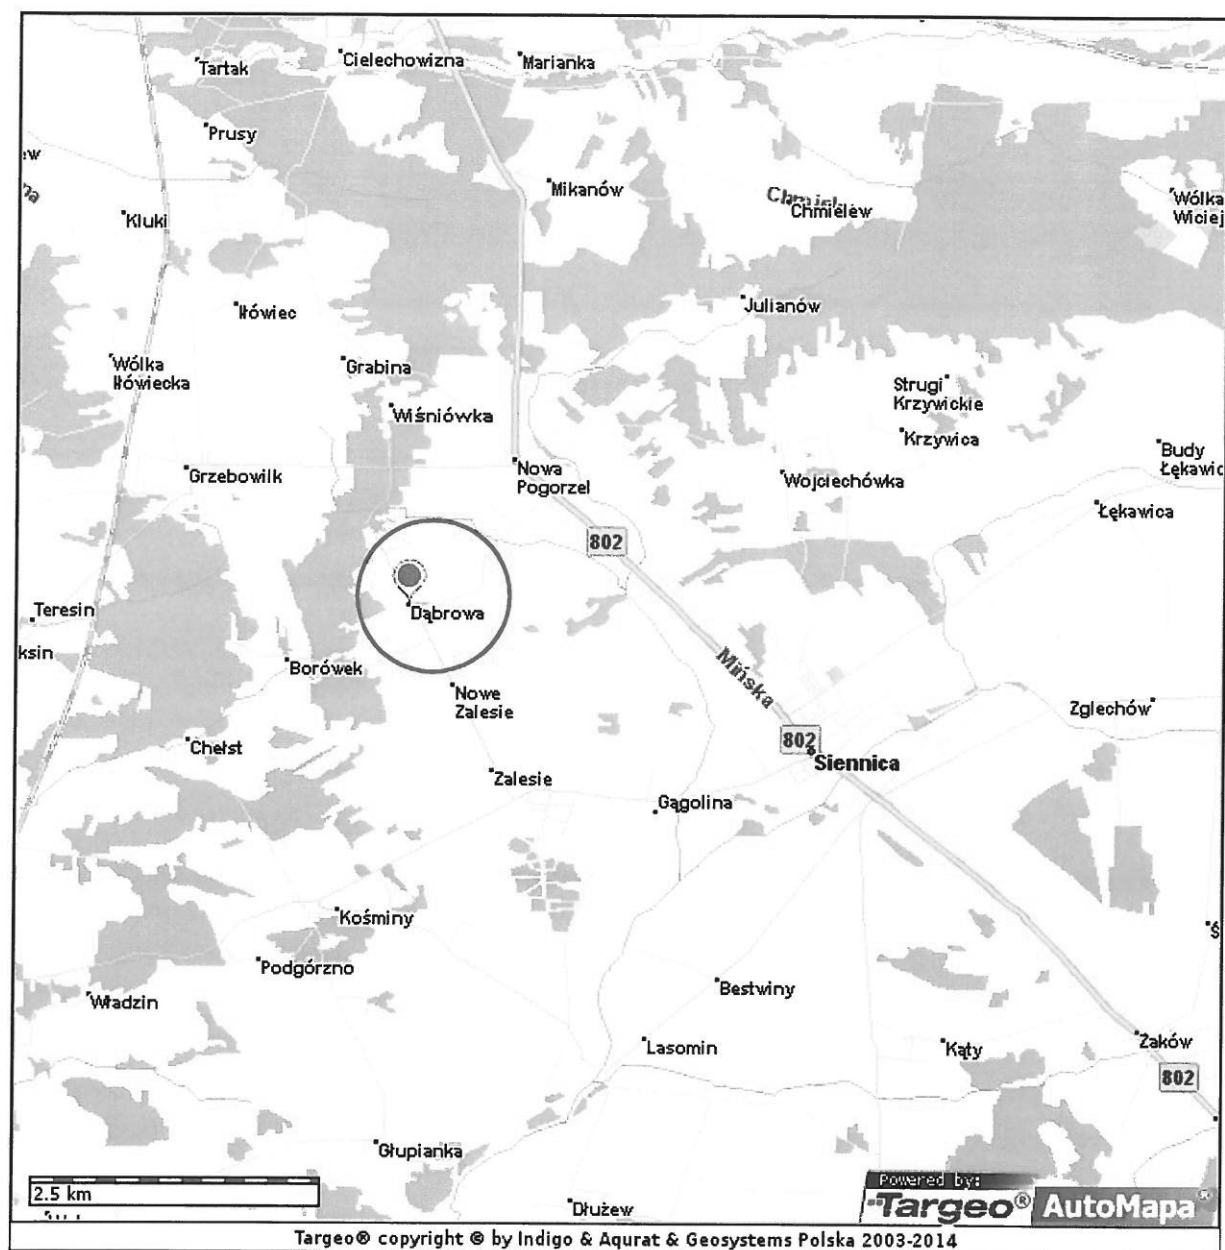 Tartak
Cielechowizna
Marianka
Prusy
Mikanów
Chmielew
Wólka
Wiciej
Kluki
Iłówiec
Julianów
Wólka
Iłówiecka
Grabina
Strugi
Krzywickie
Wiśniówka
Krzywica
Budy
Łękawic
Grzebowilk
Nowa
Pogorzel
Wojciechówka
Łękawica
802
Teresin
Dąbrowa
ksin
Borówek
Mińska
Nowe
Zalesie
Zglechów
Chełst
802
Siennica
Zalesie
Gągolina
Kośminy
Ś
Podgórzno
Bestwiny
Władzin
Lasomin
Kąty
Żaków
802
Głupianka
2.5 km
Dłużew
Powered by:
Targeo® AutoMapa®
Targeo® copyright © by Indigo & Aqurat & Geosystems Polska 2003-2014